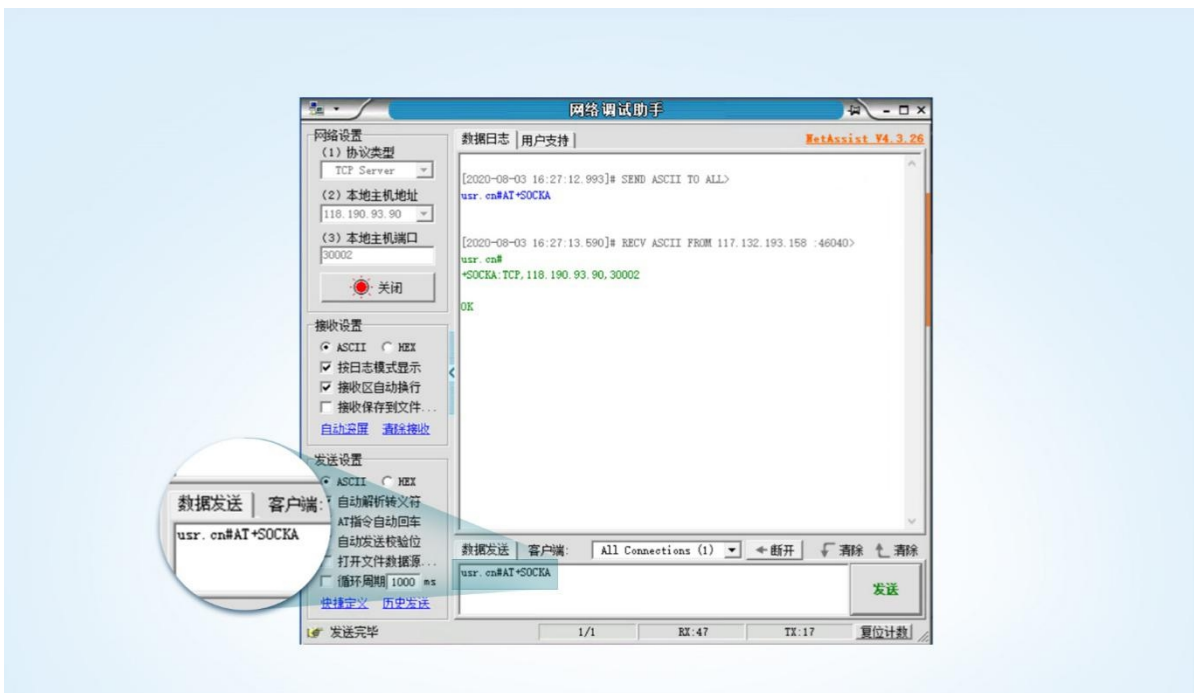 网络调试助手
网络设置
(1) 协议类型
TCP Server
(2) 本地主机地址
118.190.93.90
(3) 本地主机端口
30002
关闭
接收设置
ASCII HEX
按日志模式显示
接收区自动换行
接收保存到文件...
自动滚屏 清除接收
发送设置
ASCII HEX
自动解析转义符
AT指令自动回车
自动发送校验位
打开文件数据源...
循环周期 1000 ms
快捷定义 历史发送
数据日志 用户支持
NetAssist V4.3.26
[2020-08-03 16:27:12.993]# SEND ASCII TO ALL>
usr.cn#AT+SOCKA
[2020-08-03 16:27:13.590]# RECV ASCII FROM 117.132.193.158 :46040>
usr.cn#
+SOCKA:TCP,118.190.93.90,30002
OK
数据发送 客户端: All Connections (1) 断开 清除 清除
usr.cn#AT+SOCKA
发送
数据发送 客户端:
usr.cn#AT+SOCKA
发送完毕 1/1 RX:47 TX:17 复位计数